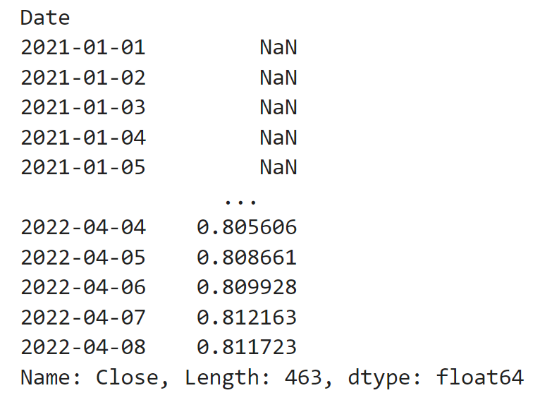 Date
2021-01-01 NaN
2021-01-02 NaN
2021-01-03 NaN
2021-01-04 NaN
2021-01-05 NaN
...
2022-04-04 0.805606
2022-04-05 0.808661
2022-04-06 0.809928
2022-04-07 0.812163
2022-04-08 0.811723
Name: Close, Length: 463, dtype: float64